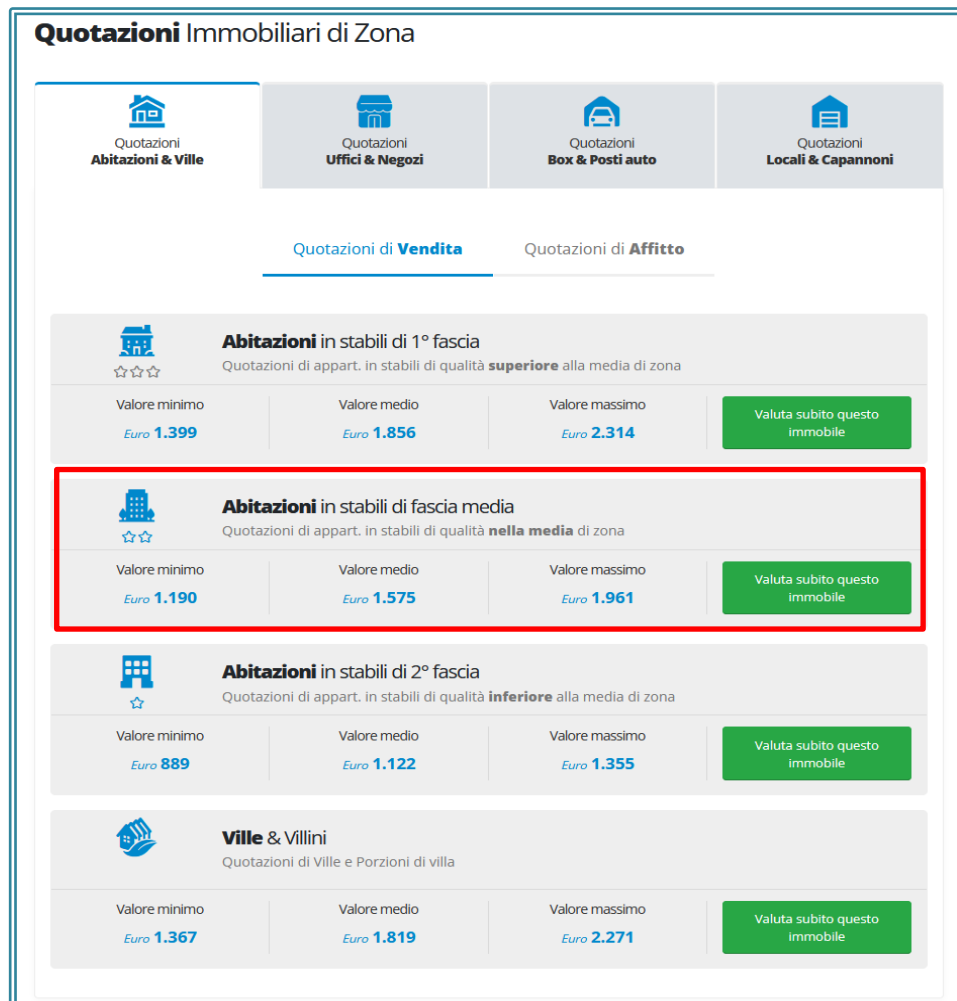 Quotazioni Immobiliari di Zona
Quotazioni
Abitazioni & Ville
Quotazioni
Uffici & Negozi
Quotazioni
Box & Posti auto
Quotazioni
Locali & Capannoni
Quotazioni di Vendita
Quotazioni di Affitto
Abitazioni in stabili di 1° fascia
Quotazioni di appart. in stabili di qualità superiore alla media di zona
Valore minimo
Euro 1.399
Valore medio
Euro 1.856
Valore massimo
Euro 2.314
Valuta subito questo
immobile
Abitazioni in stabili di fascia media
Quotazioni di appart. in stabili di qualità nella media di zona
Valore minimo
Euro 1.190
Valore medio
Euro 1.575
Valore massimo
Euro 1.961
Valuta subito questo
immobile
Abitazioni in stabili di 2° fascia
Quotazioni di appart. in stabili di qualità inferiore alla media di zona
Valore minimo
Euro 889
Valore medio
Euro 1.122
Valore massimo
Euro 1.355
Valuta subito questo
immobile
Ville & Villini
Quotazioni di Ville e Porzioni di villa
Valore minimo
Euro 1.367
Valore medio
Euro 1.819
Valore massimo
Euro 2.271
Valuta subito questo
immobile